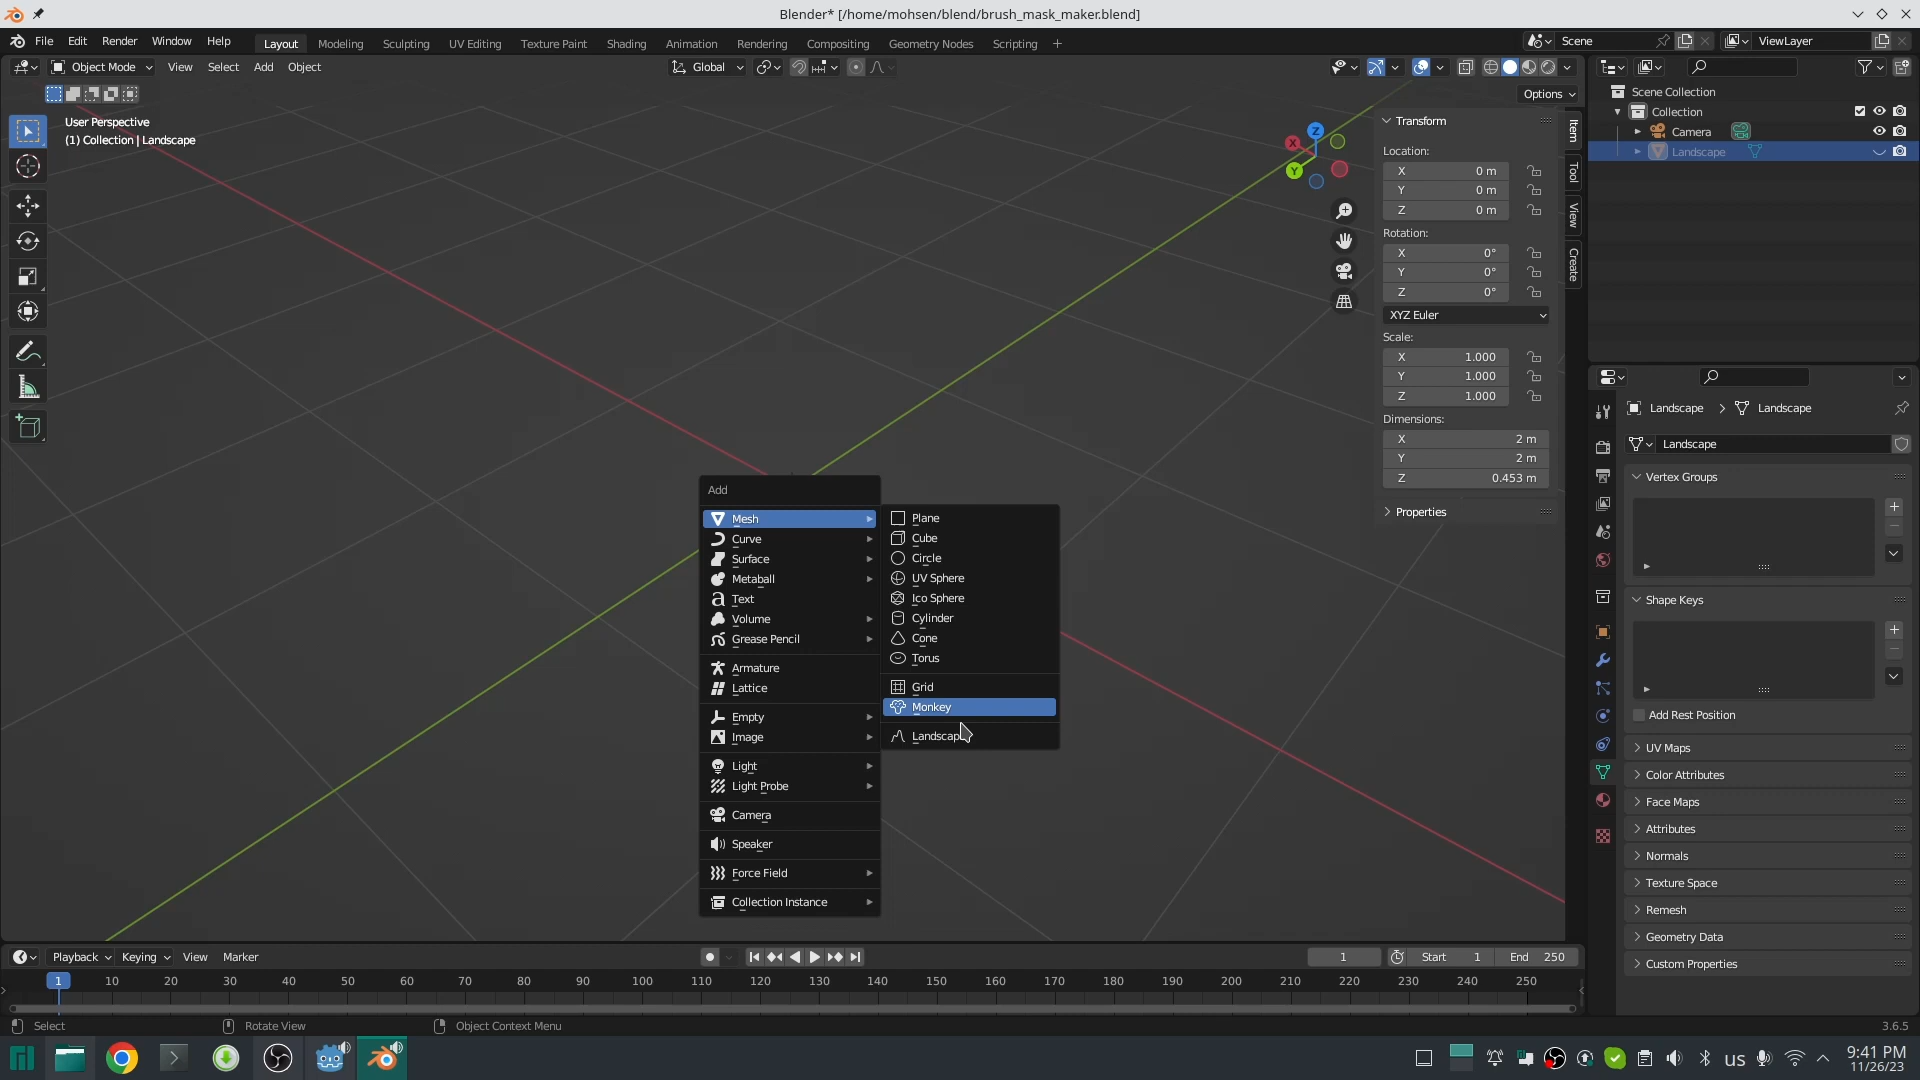 Blender* [/home/mohsen/blend/brush_mask_maker.blend]
File Edit Render Window Help Layout Modeling Sculpting UV Editing Texture Paint Shading Animation Rendering Compositing Geometry Nodes Scripting + Scene ViewLayer
Object Mode View Select Add Object Global
Options
User Perspective
(1) Collection | Landscape
Z
X
Y
Transform
Location:
X 0 m
Y 0 m
Z 0 m
Rotation:
X 0°
Y 0°
Z 0°
XYZ Euler
Scale:
X 1.000
Y 1.000
Z 1.000
Dimensions:
X 2 m
Y 2 m
Z 0.453 m
Properties
Item
Tool
View
Create
Scene Collection
Collection
Camera
Landscape
Landscape > Landscape
Landscape
Vertex Groups
Shape Keys
Add Rest Position
UV Maps
Color Attributes
Face Maps
Attributes
Normals
Texture Space
Remesh
Geometry Data
Custom Properties
Add
Mesh
Curve
Surface
Metaball
Text
Volume
Grease Pencil
Armature
Lattice
Empty
Image
Light
Light Probe
Camera
Speaker
Force Field
Collection Instance
Plane
Cube
Circle
UV Sphere
Ico Sphere
Cylinder
Cone
Torus
Grid
Monkey
Landscape
Playback Keying View Marker 1 Start 1 End 250
1 10 20 30 40 50 60 70 80 90 100 110 120 130 140 150 160 170 180 190 200 210 220 230 240 250
Select Rotate View Object Context Menu 3.6.5
us 9:41 PM
11/26/23